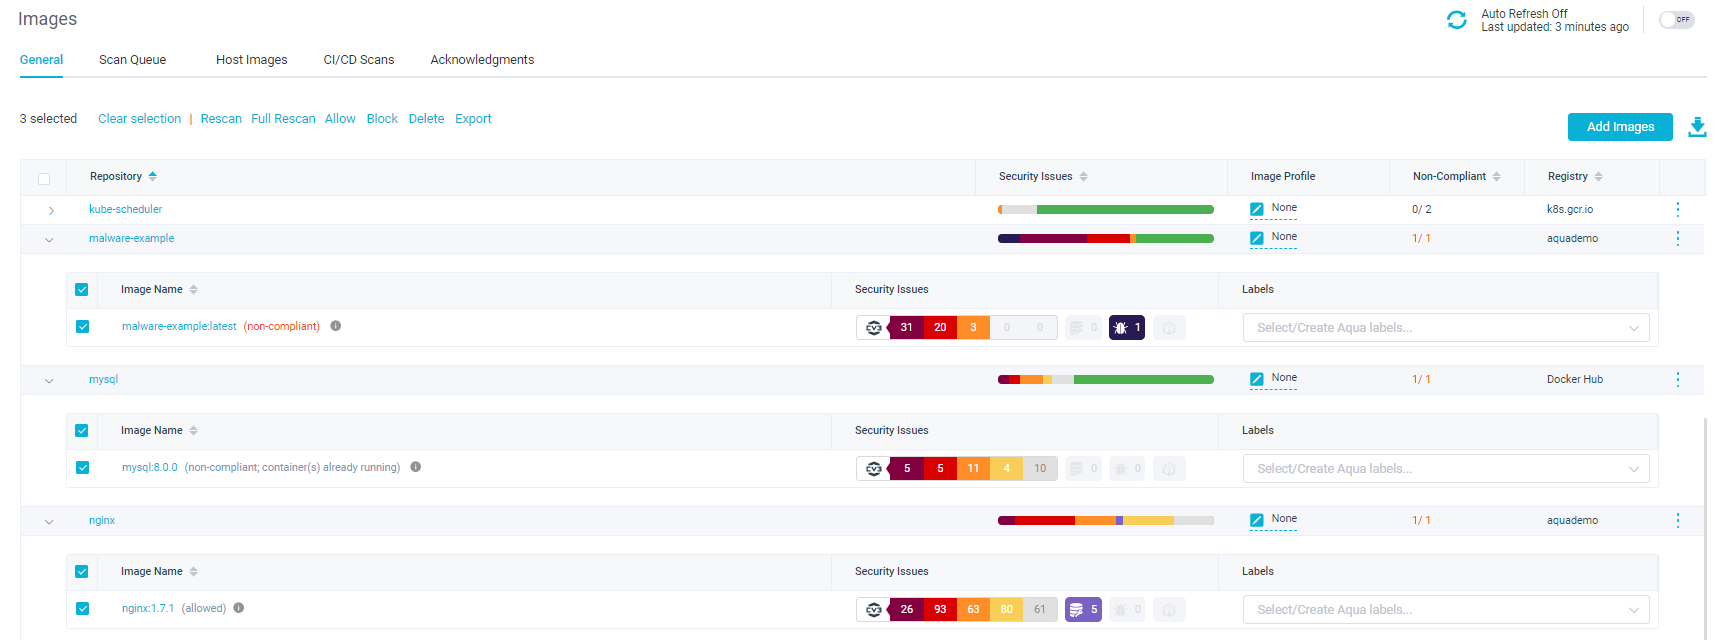 Images
Auto Refresh Off
Last updated: 3 minutes ago
OFF
General Scan Queue Host Images CI/CD Scans Acknowledgments
3 selected Clear selection | Rescan Full Rescan Allow Block Delete Export
Add Images
Repository Security Issues Image Profile Non-Compliant Registry
kube-scheduler None 0/ 2 k8s.gcr.io
malware-example None 1/ 1 aquademo
Image Name Security Issues Labels
malware-example:latest (non-compliant) CVE 31 20 3 0 0 0 1 Select/Create Aqua labels...
mysql None 1/ 1 Docker Hub
Image Name Security Issues Labels
mysql:8.0.0 (non-compliant; container(s) already running) CVE 5 5 11 4 10 0 0 Select/Create Aqua labels...
nginx None 1/ 1 aquademo
Image Name Security Issues Labels
nginx:1.7.1 (allowed) CVE 26 93 63 80 61 5 0 Select/Create Aqua labels...